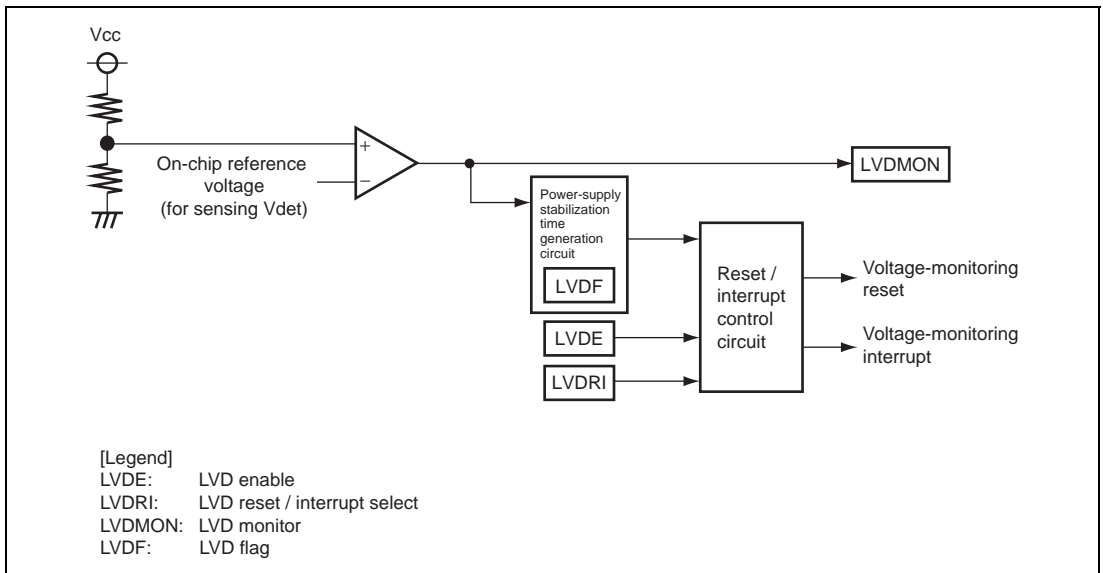 Vcc
On-chip reference
voltage
(for sensing Vdet)
+
−
LVDMON
Power-supply
stabilization
time
generation
circuit
LVDF
LVDE
LVDRI
Reset /
interrupt
control
circuit
Voltage-monitoring
reset
Voltage-monitoring
interrupt
[Legend]
LVDE: LVD enable
LVDRI: LVD reset / interrupt select
LVDMON: LVD monitor
LVDF: LVD flag